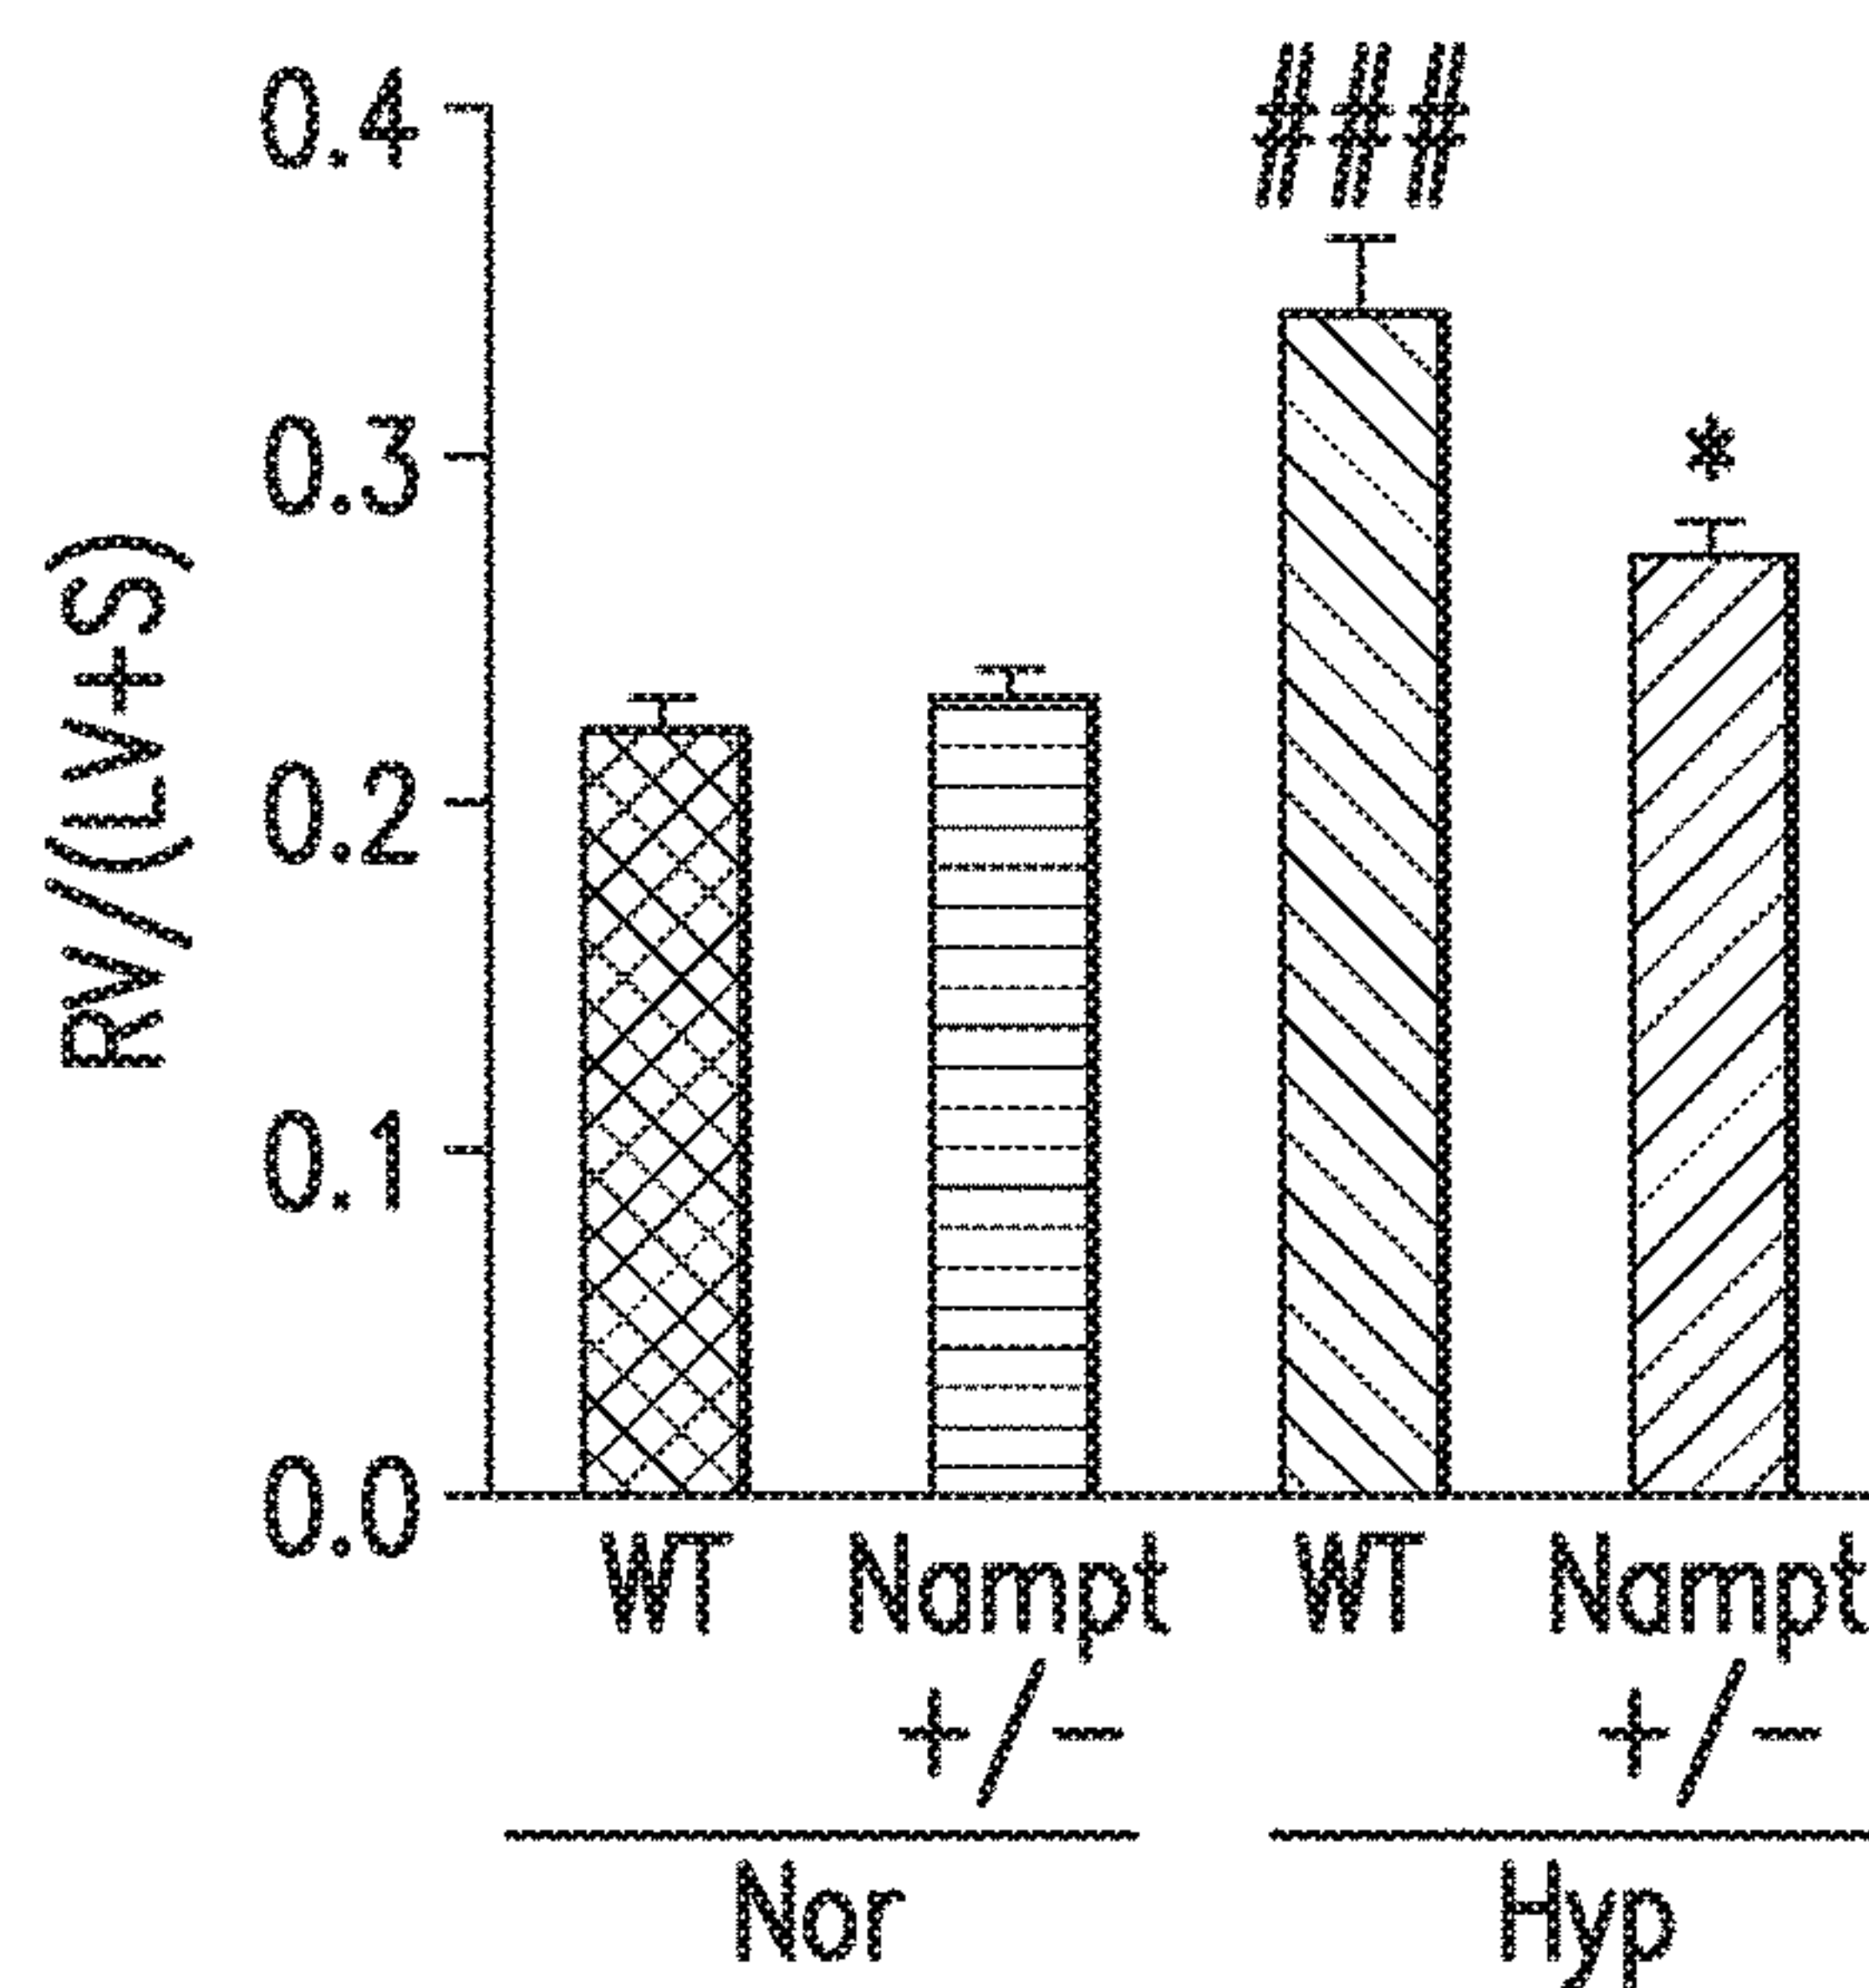 RV/(LV+S)
0.4
0.3
0.2
0.1
0.0
###
*
WT Nampt WT Nampt
+/- +/-
Nor Hyp